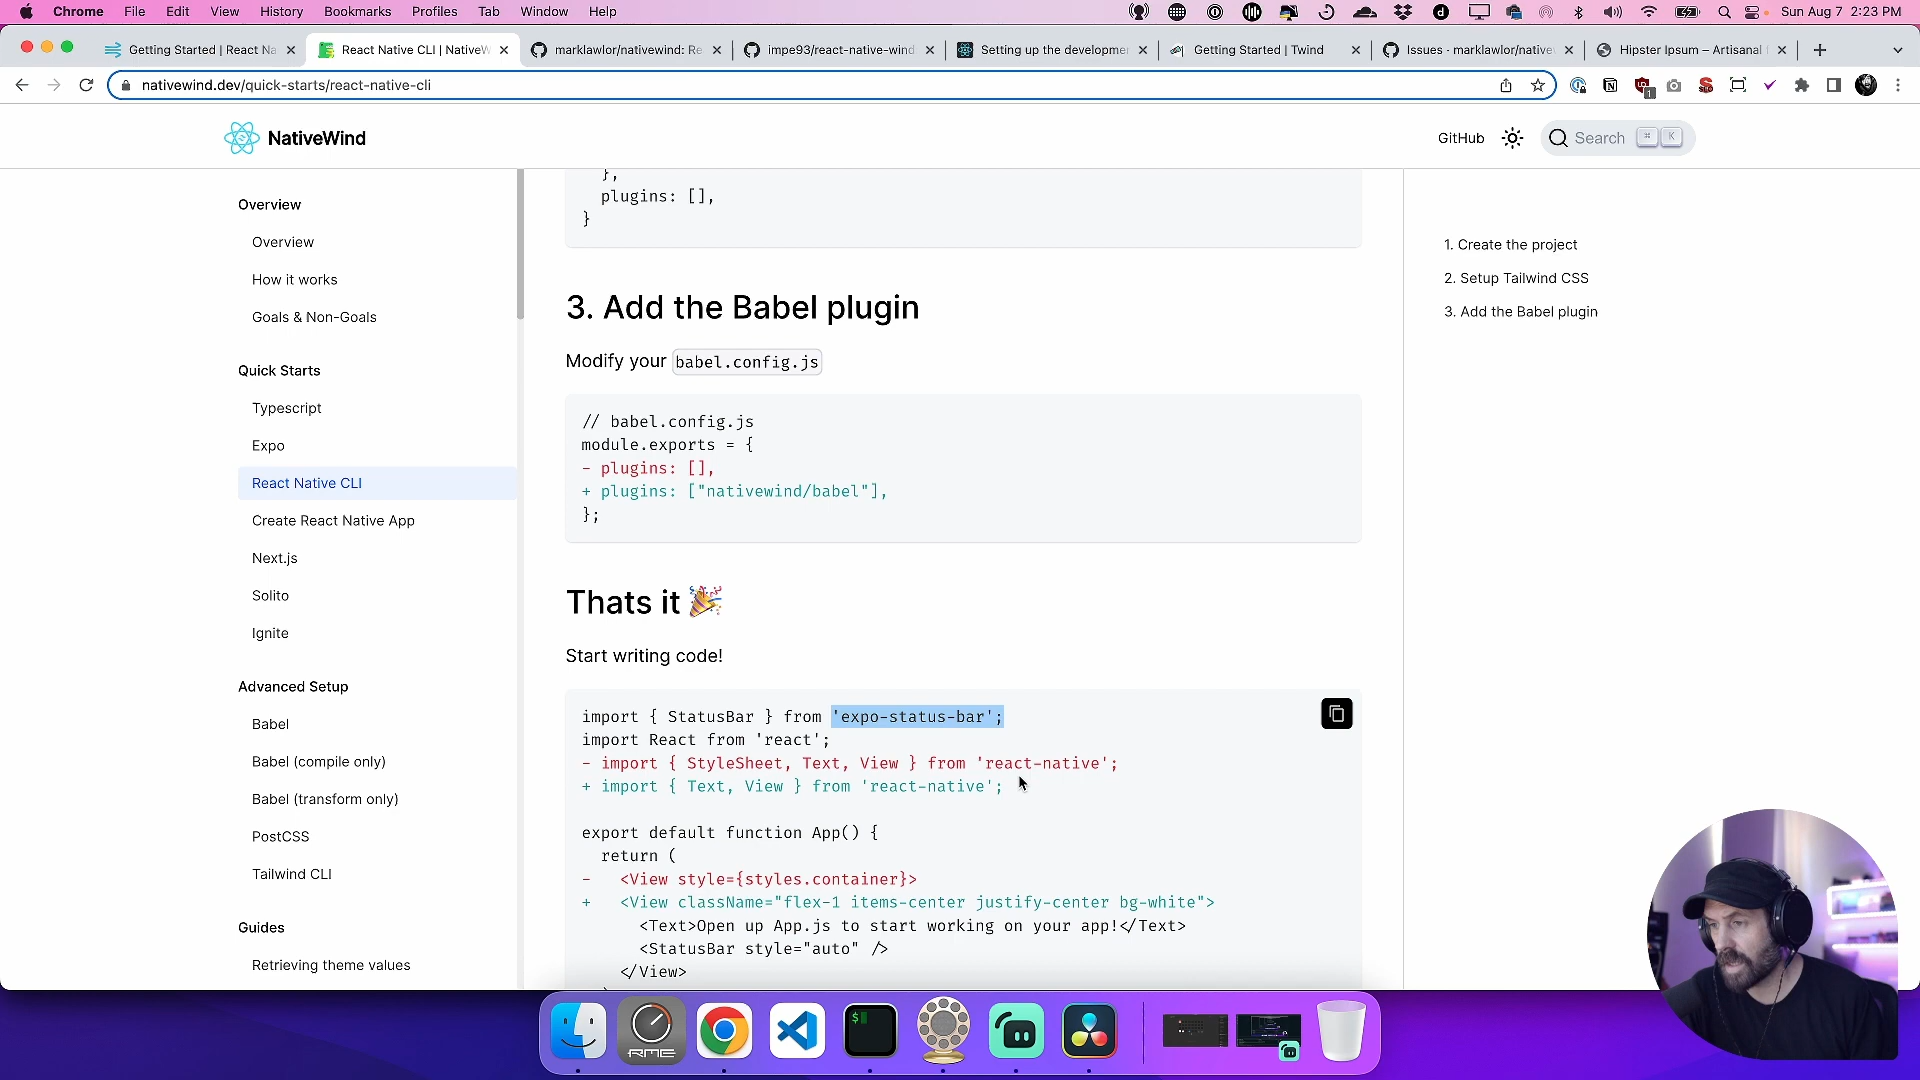 Chrome File Edit View History Bookmarks Profiles Tab Window Help Sun Aug 7 2:23 PM
Getting Started | React Na
React Native CLI | NativeW
marklawlor/nativewind: Re
impe93/react-native-wind
Setting up the developmen
Getting Started | Twind
Issues · marklawlor/native
Hipster Ipsum – Artisanal
nativewind.dev/quick-starts/react-native-cli
NativeWind
GitHub
Search ⌘ K
Overview
Overview
How it works
Goals & Non-Goals
Quick Starts
Typescript
Expo
React Native CLI
Create React Native App
Next.js
Solito
Ignite
Advanced Setup
Babel
Babel (compile only)
Babel (transform only)
PostCSS
Tailwind CLI
Guides
Retrieving theme values
},
plugins: [],
}
3. Add the Babel plugin
Modify your babel.config.js
// babel.config.js
module.exports = {
- plugins: [],
+ plugins: ["nativewind/babel"],
};
Thats it 🎉
Start writing code!
import { StatusBar } from 'expo-status-bar';
import React from 'react';
- import { StyleSheet, Text, View } from 'react-native';
+ import { Text, View } from 'react-native';
export default function App() {
return (
- <View style={styles.container}>
+ <View className="flex-1 items-center justify-center bg-white">
<Text>Open up App.js to start working on your app!</Text>
<StatusBar style="auto" />
</View>
1. Create the project
2. Setup Tailwind CSS
3. Add the Babel plugin
RME
$